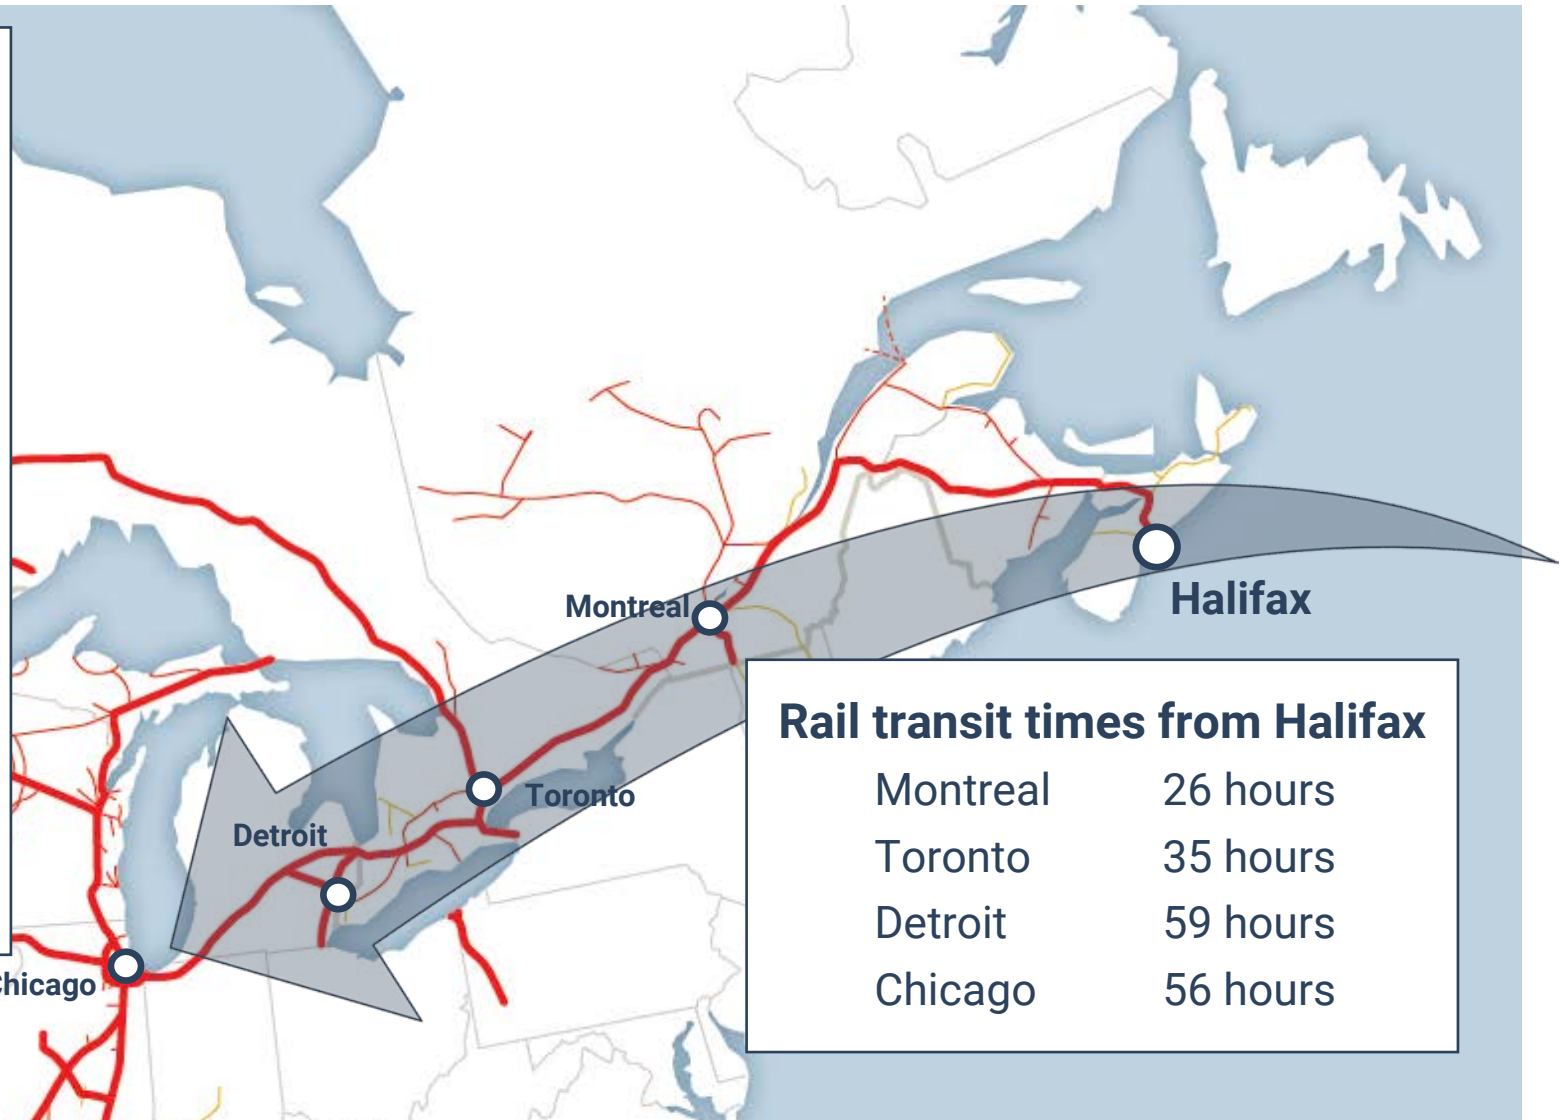 Montreal
Halifax
Toronto
Detroit
hicago
Rail transit times from Halifax
Montreal 26 hours
Toronto 35 hours
Detroit 59 hours
Chicago 56 hours